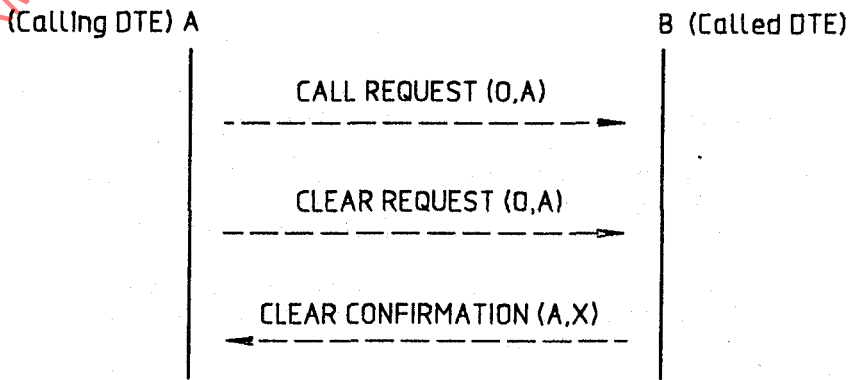 (Calling DTE) A
B (Called DTE)
CALL REQUEST (0,A)
CLEAR REQUEST (0,A)
CLEAR CONFIRMATION (A,X)